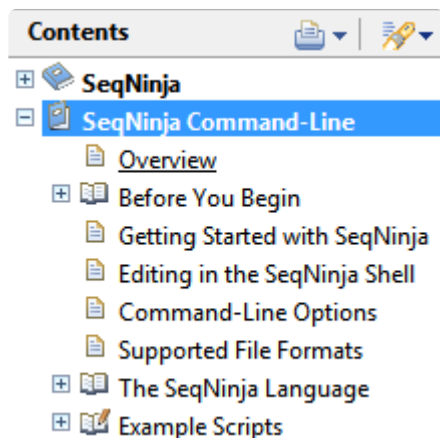 Contents
SeqNinja
SeqNinja Command-Line
Overview
Before You Begin
Getting Started with SeqNinja
Editing in the SeqNinja Shell
Command-Line Options
Supported File Formats
The SeqNinja Language
Example Scripts